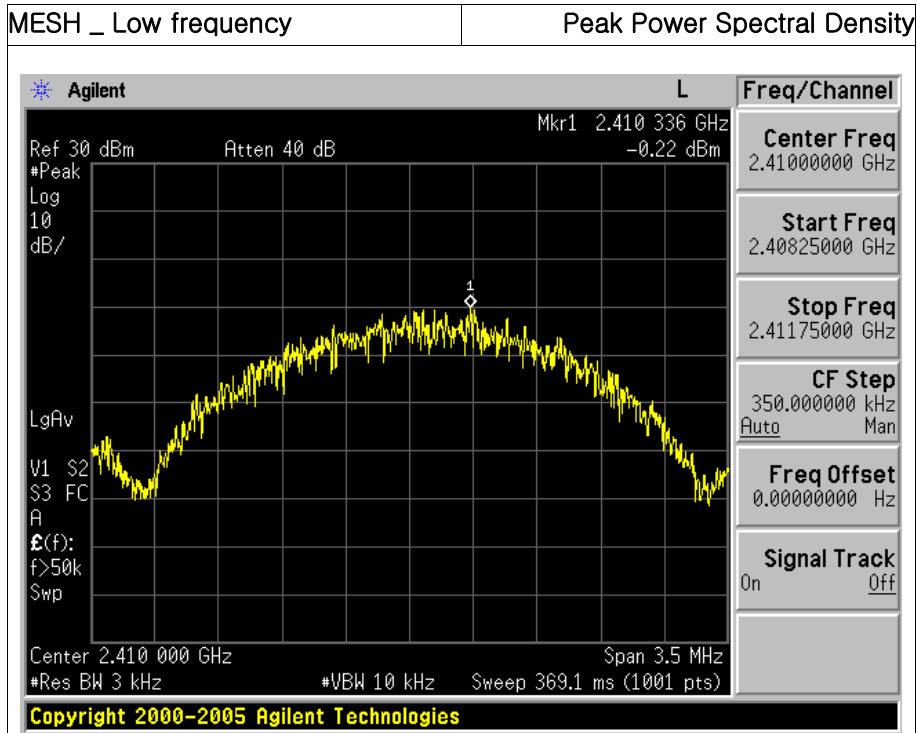 MESH _ Low frequency Peak Power Spectral Density
Agilent L Freq/Channel
Mkr1 2.410 336 GHz
Ref 30 dBm Atten 40 dB -0.22 dBm
#Peak
Log
10
dB/
1
LgAv
V1 S2
S3 FC
A
£(f):
f>50k
Swp
Center 2.410 000 GHz Span 3.5 MHz
#Res BW 3 kHz #VBW 10 kHz Sweep 369.1 ms (1001 pts)
Copyright 2000-2005 Agilent Technologies
Center Freq
2.41000000 GHz
Start Freq
2.40825000 GHz
Stop Freq
2.41175000 GHz
CF Step
350.000000 kHz
Auto Man
Freq Offset
0.00000000 Hz
Signal Track
On Off